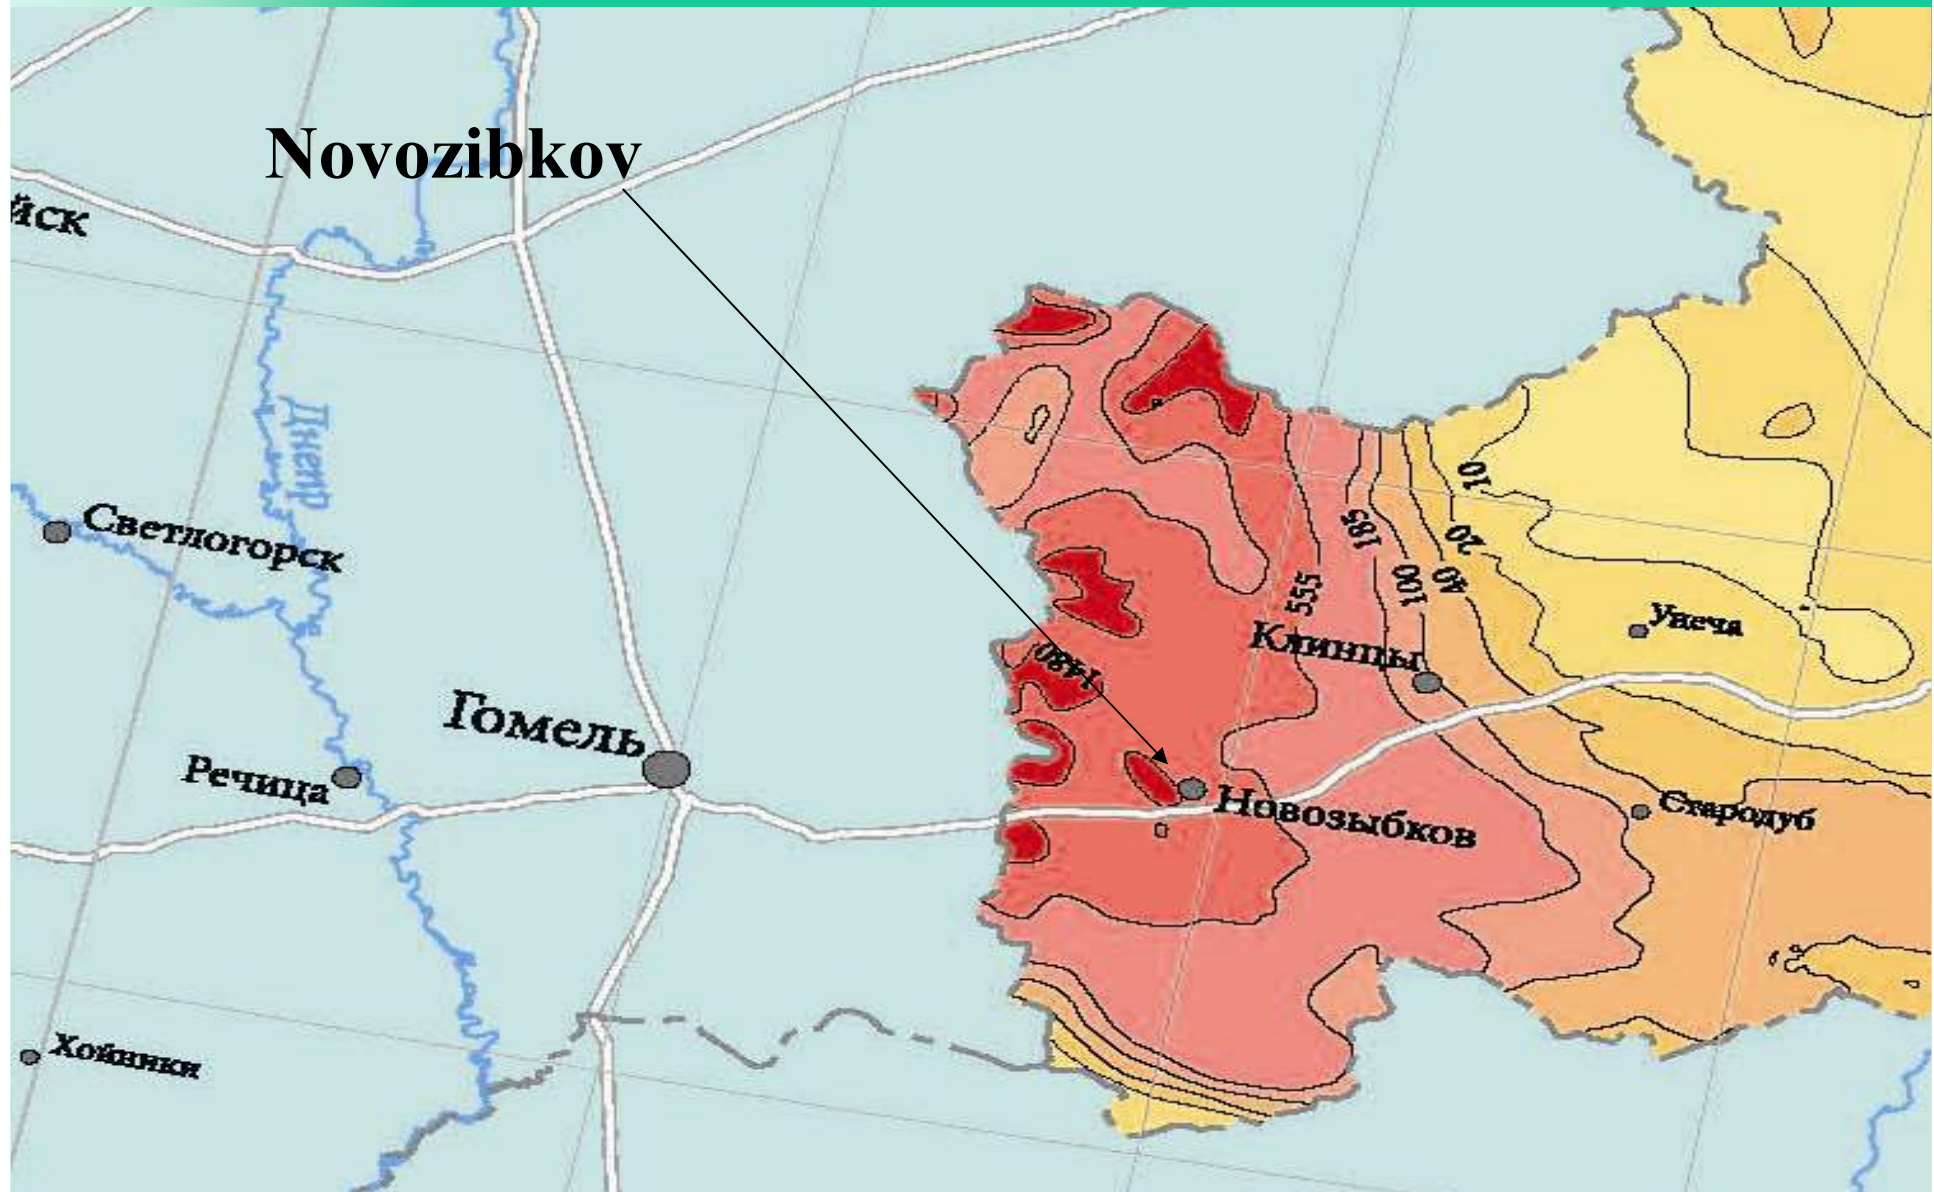 Novozibkov
йск
Днепр
Светлогорск
10
185
20
555
100
40
Унеча
Клинцы
1480
Гомель
Речица
Новозыбков
Стародуб
Хойники